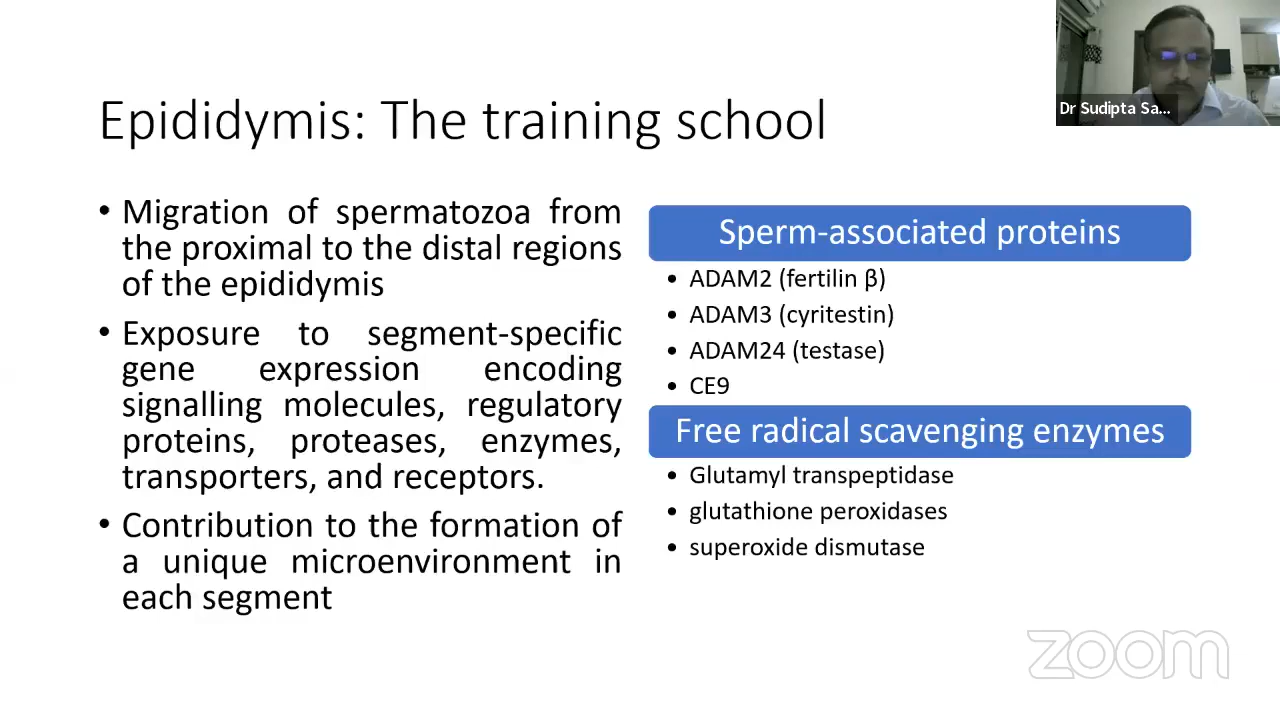 Dr Sudipta Sa...
Epididymis: The training school
• Migration of spermatozoa from
the proximal to the distal regions
of the epididymis
• Exposure to segment-specific
gene expression encoding
signalling molecules, regulatory
proteins, proteases, enzymes,
transporters, and receptors.
• Contribution to the formation of
a unique microenvironment in
each segment
Sperm-associated proteins
• ADAM2 (fertilin β)
• ADAM3 (cyritestin)
• ADAM24 (testase)
• CE9
Free radical scavenging enzymes
• Glutamyl transpeptidase
• glutathione peroxidases
• superoxide dismutase
zoom